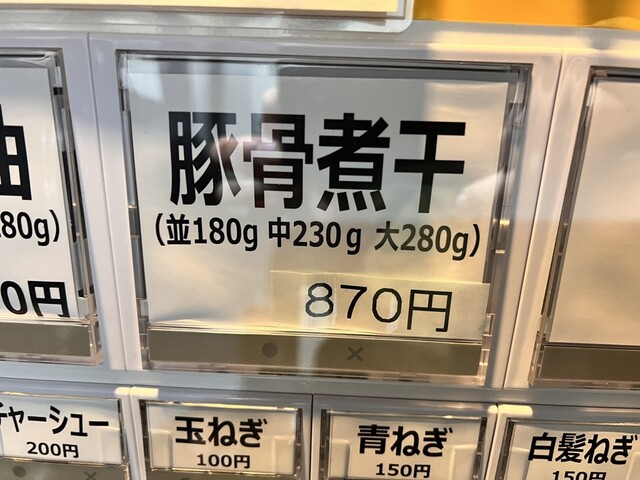 油
豚骨煮干
280g)
(並180g 中230g 大280g)
0円
870円
チャーシュー
200円
玉ねぎ
100円
青ねぎ
150円
白髪ねぎ
150円